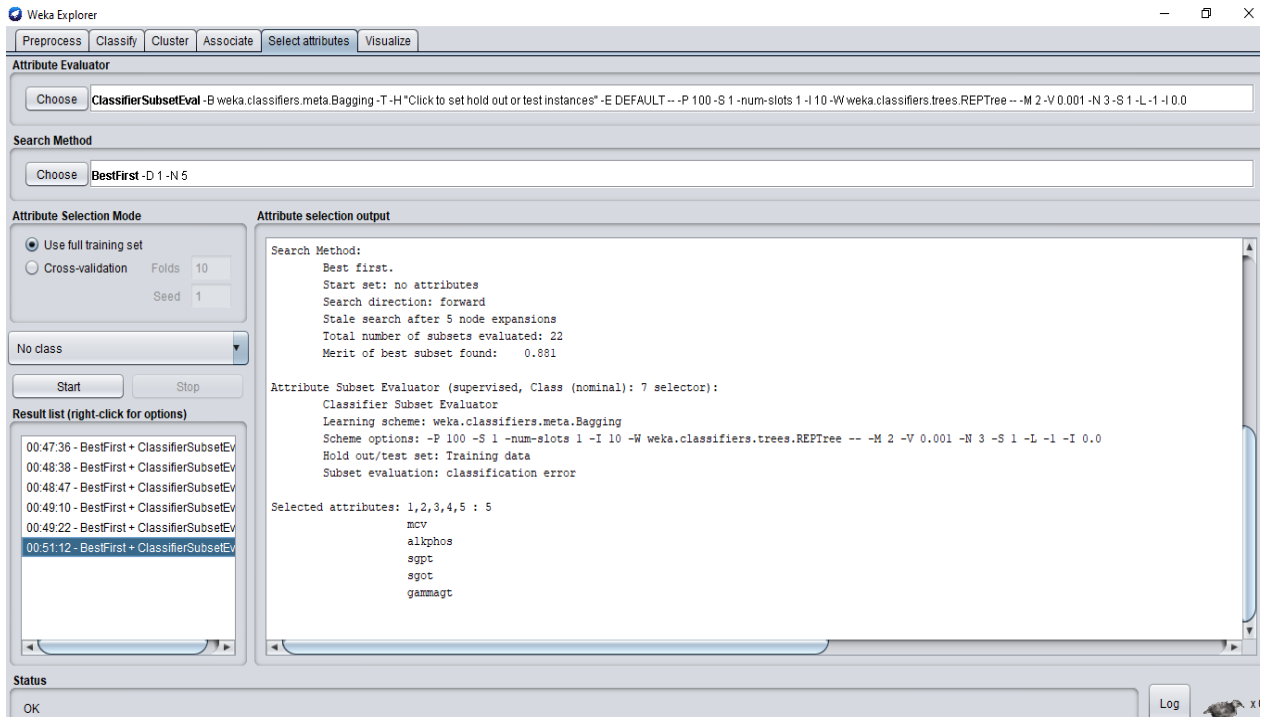 Weka Explorer
Preprocess Classify Cluster Associate Select attributes Visualize
Attribute Evaluator
Choose ClassifierSubsetEval -B weka.classifiers.meta.Bagging -T -H "Click to set hold out or test instances" -E DEFAULT -- -P 100 -S 1 -num-slots 1 -I 10 -W weka.classifiers.trees.REPTree -- -M 2 -V 0.001 -N 3 -S 1 -L -1 -I 0.0
Search Method
Choose BestFirst -D 1 -N 5
Attribute Selection Mode
Use full training set
Cross-validation Folds 10
Seed 1
No class
Start Stop
Result list (right-click for options)
00:47:36 - BestFirst + ClassifierSubsetEv
00:48:38 - BestFirst + ClassifierSubsetEv
00:48:47 - BestFirst + ClassifierSubsetEv
00:49:10 - BestFirst + ClassifierSubsetEv
00:49:22 - BestFirst + ClassifierSubsetEv
00:51:12 - BestFirst + ClassifierSubsetEv
Attribute selection output
Search Method:
Best first.
Start set: no attributes
Search direction: forward
Stale search after 5 node expansions
Total number of subsets evaluated: 22
Merit of best subset found: 0.881
Attribute Subset Evaluator (supervised, Class (nominal): 7 selector):
Classifier Subset Evaluator
Learning scheme: weka.classifiers.meta.Bagging
Scheme options: -P 100 -S 1 -num-slots 1 -I 10 -W weka.classifiers.trees.REPTree -- -M 2 -V 0.001 -N 3 -S 1 -L -1 -I 0.0
Hold out/test set: Training data
Subset evaluation: classification error
Selected attributes: 1,2,3,4,5 : 5
mcv
alkphos
sgpt
sgot
gammagt
Status
OK
Log
x